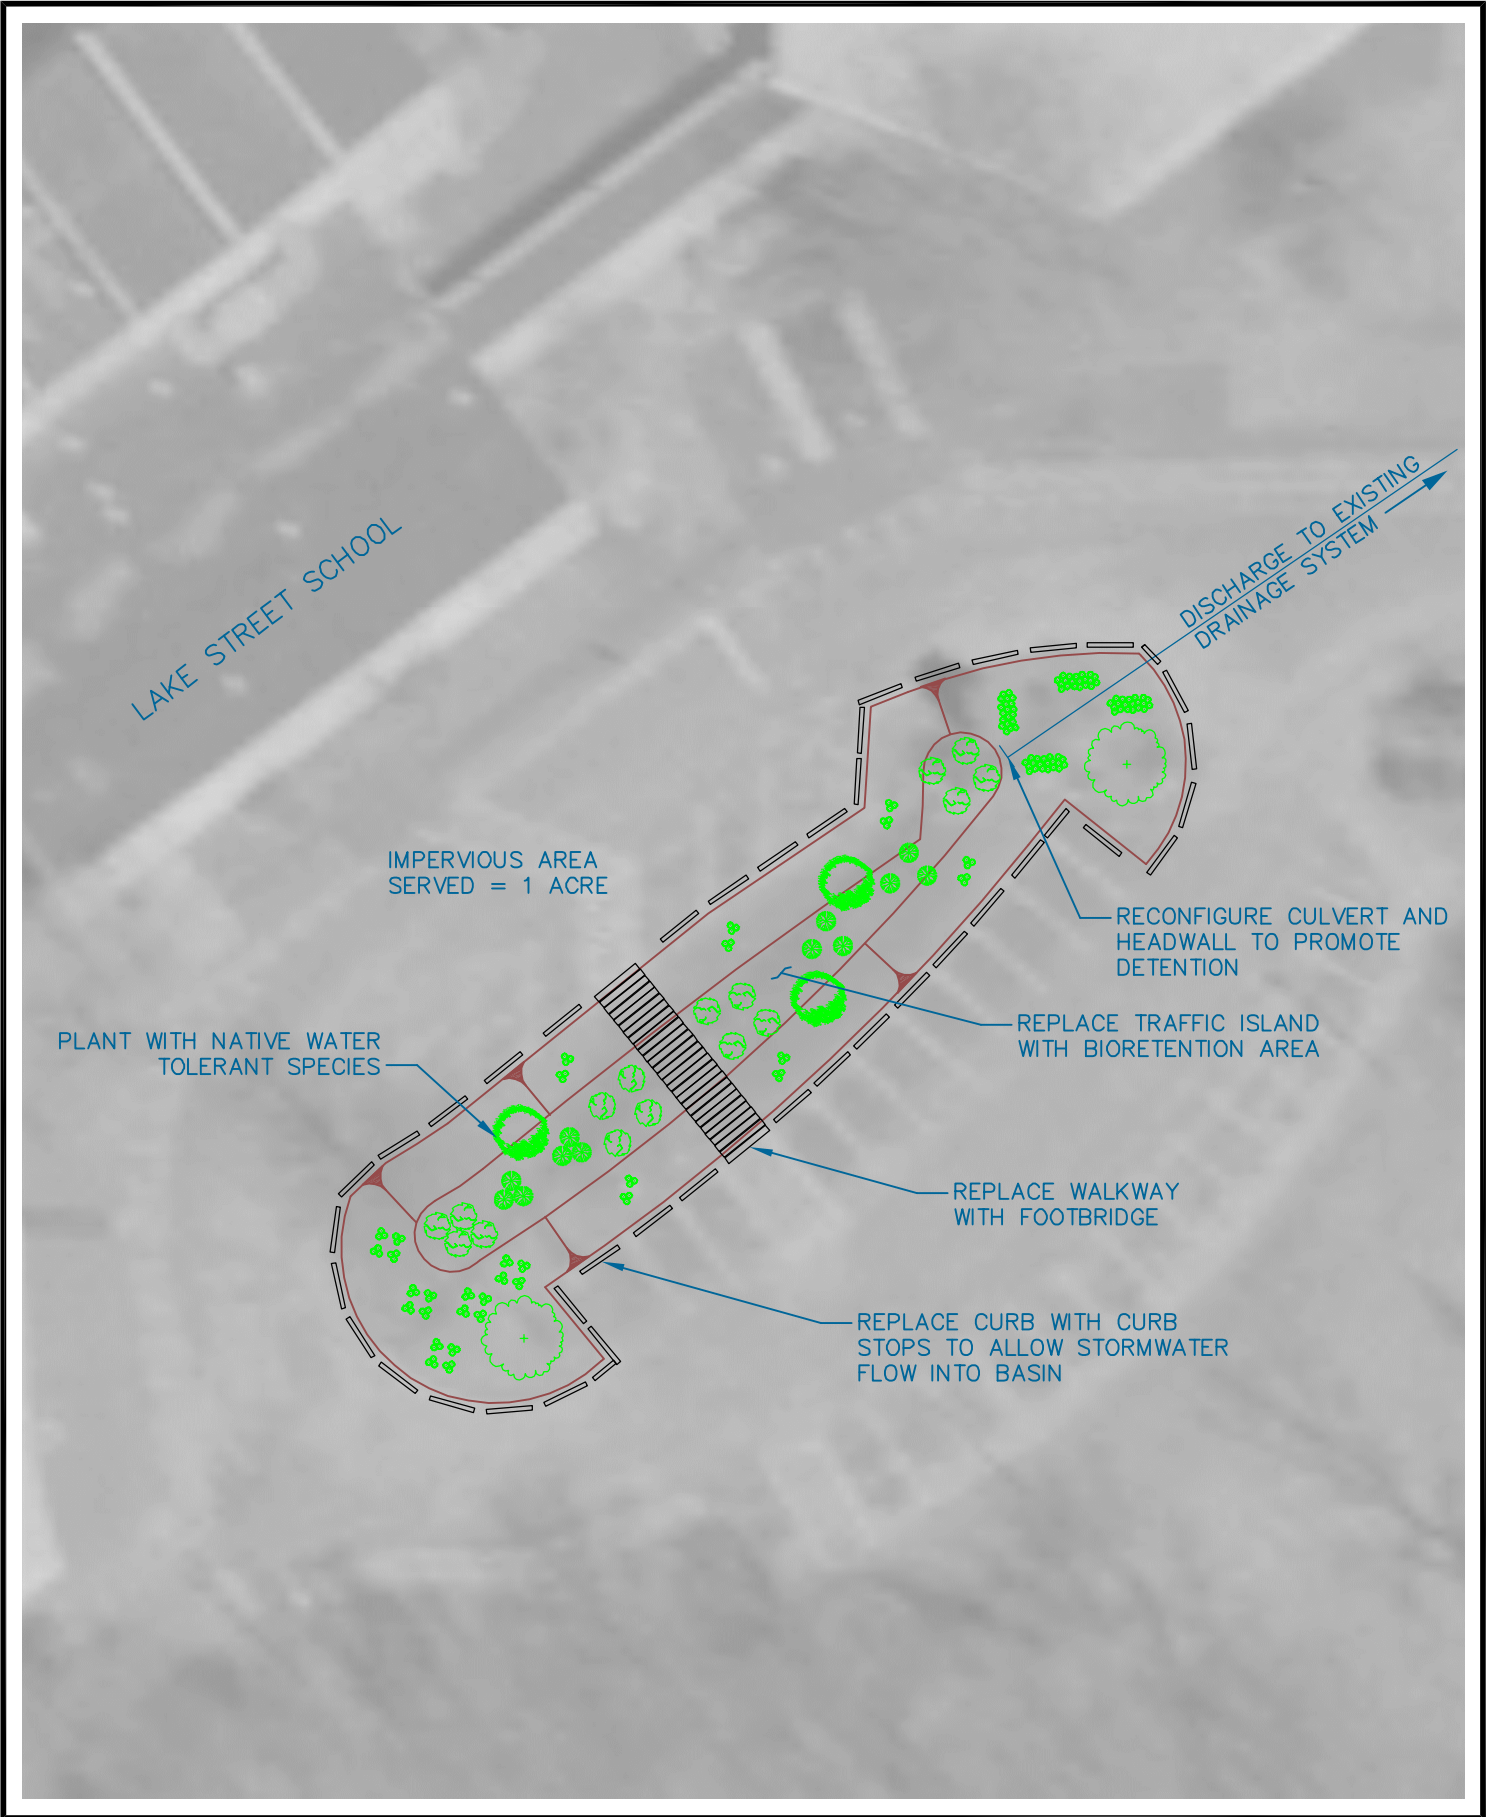 DISCHARGE TO EXISTING
DRAINAGE SYSTEM
LAKE STREET SCHOOL
IMPERVIOUS AREA
SERVED = 1 ACRE
RECONFIGURE CULVERT AND
HEADWALL TO PROMOTE
DETENTION
REPLACE TRAFFIC ISLAND
WITH BIORETENTION AREA
PLANT WITH NATIVE WATER
TOLERANT SPECIES
REPLACE WALKWAY
WITH FOOTBRIDGE
REPLACE CURB WITH CURB
STOPS TO ALLOW STORMWATER
FLOW INTO BASIN